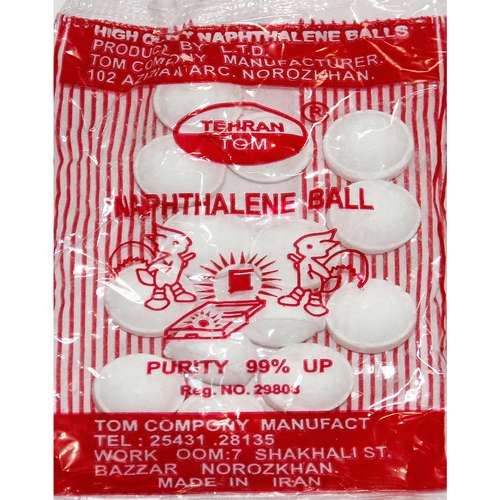 HIGH NAPHTHALENE BALLS
PRODUCE BY L.T.D.
TOM COMPANY MANUFACTURER.
102 ARC. NOROZKHAN.
®
TEHRAN
TOM
NAPHTHALENE BALL
PURITY 99% UP
Reg. NO. 29803
TOM COMPONY MANUFACT
TEL : 25431 .28135
WORK OOM:7 SHAKHALI ST.
BAZZAR NOROZKHAN.
MADE IN IRAN